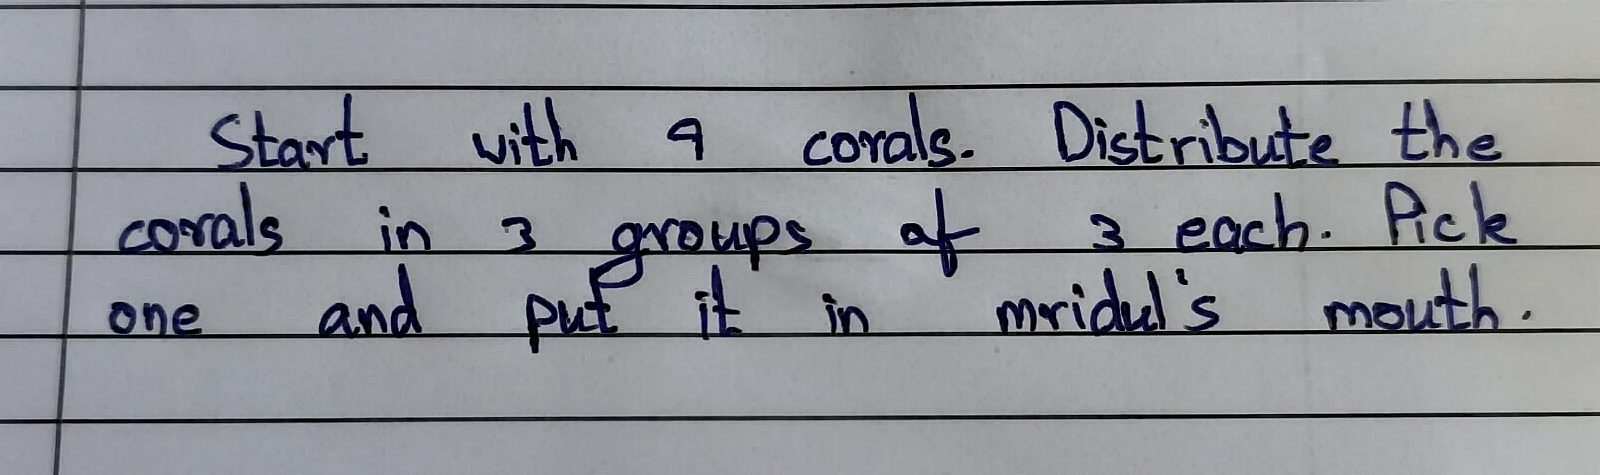 Start with 9 corals. Distribute the
corals in 3 groups of 3 each. Pick
one and put it in mridul's mouth.